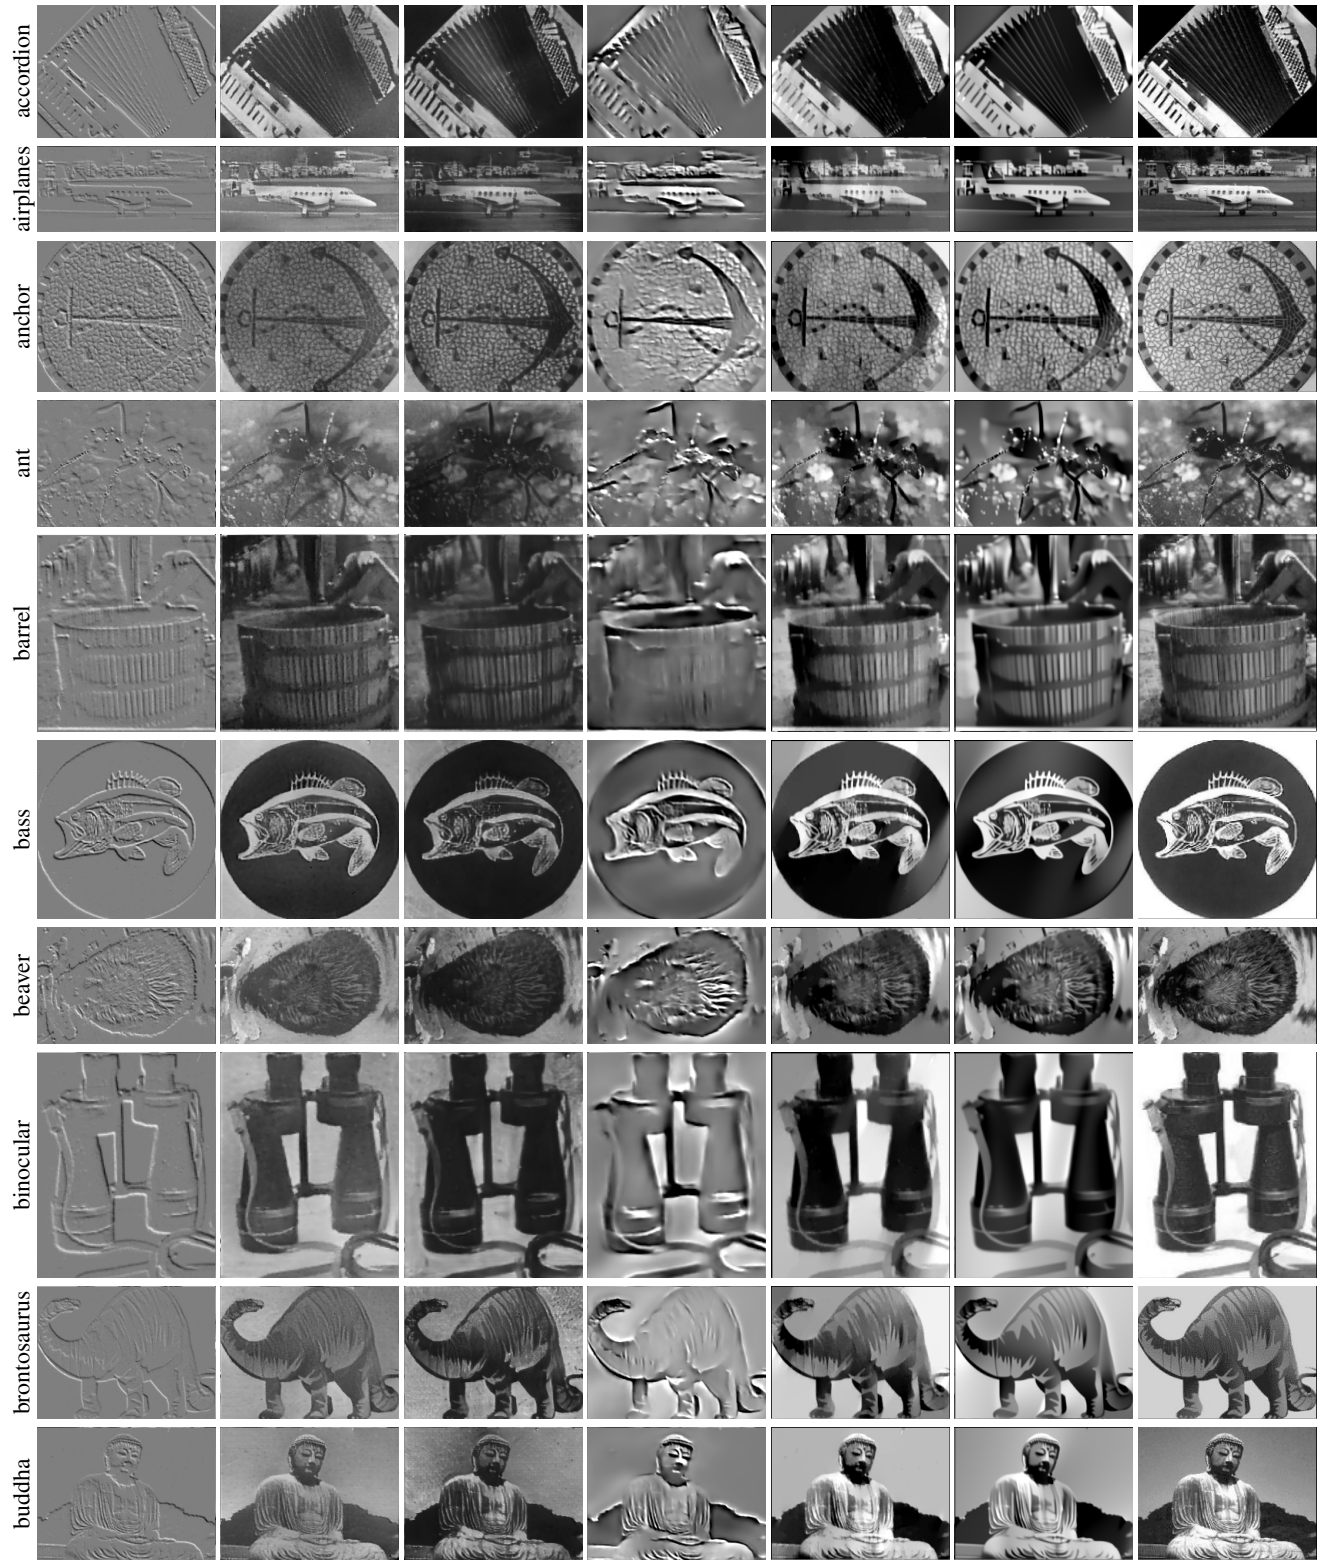 accordion
airplanes
anchor
ant
barrel
bass
beaver
binocular
brontosaurus
buddha